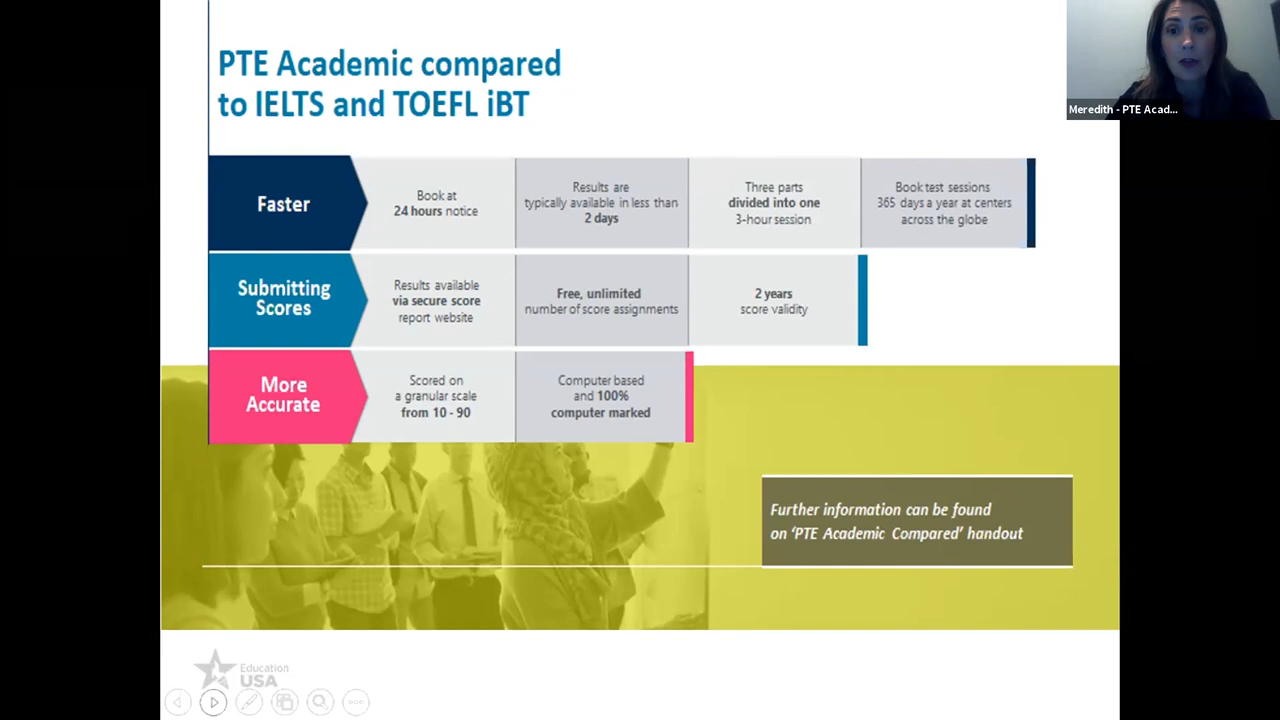 PTE Academic compared
to IELTS and TOEFL iBT
Meredith - PTE Acad...
Faster
Book at
24 hours notice
Results are
typically available in less than
2 days
Three parts
divided into one
3-hour session
Book test sessions
365 days a year at centers
across the globe
Submitting
Scores
Results available
via secure score
report website
Free, unlimited
number of score assignments
2 years
score validity
More
Accurate
Scored on
a granular scale
from 10 - 90
Computer based
and 100%
computer marked
Further information can be found
on ‘PTE Academic Compared’ handout
Education
USA